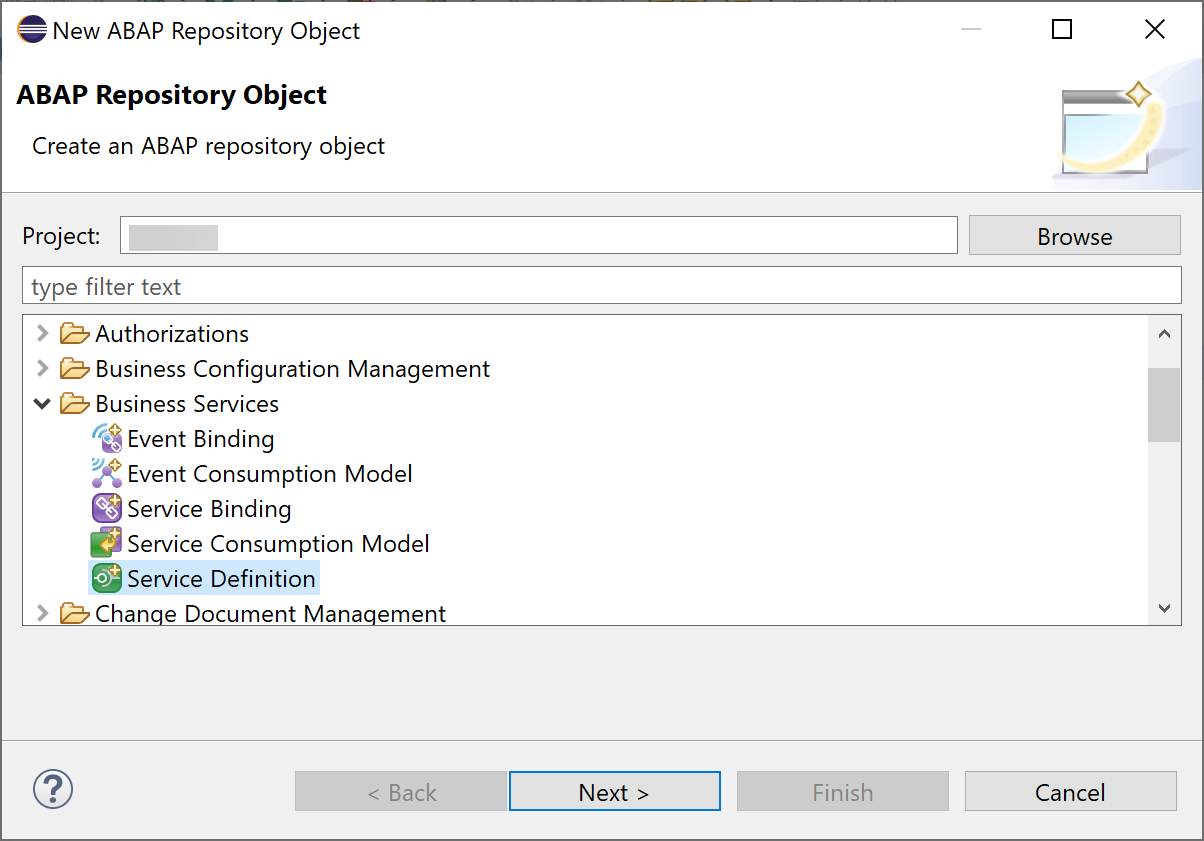 New ABAP Repository Object
ABAP Repository Object
Create an ABAP repository object
Project:
Browse
type filter text
Authorizations
Business Configuration Management
Business Services
Event Binding
Event Consumption Model
Service Binding
Service Consumption Model
Service Definition
Change Document Management
?
< Back
Next >
Finish
Cancel